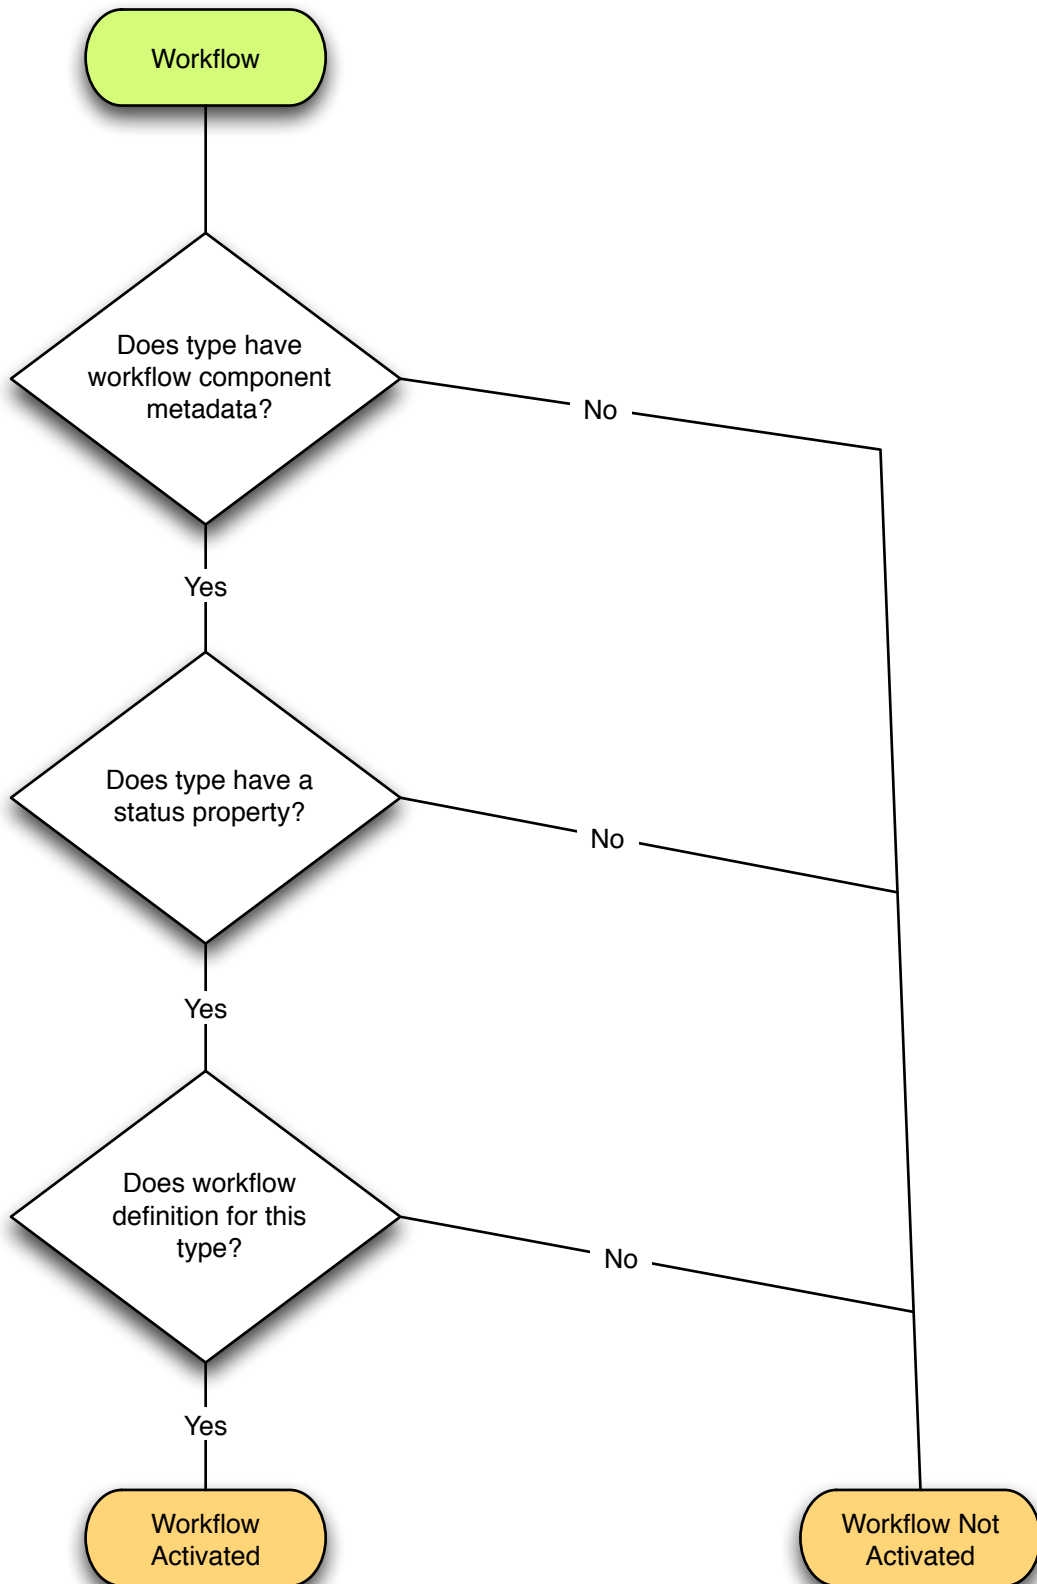 Workflow
Does type have
workflow component
metadata?
No
Yes
Does type have a
status property?
No
Yes
Does workflow
definition for this
type?
No
Yes
Workflow
Activated
Workflow Not
Activated